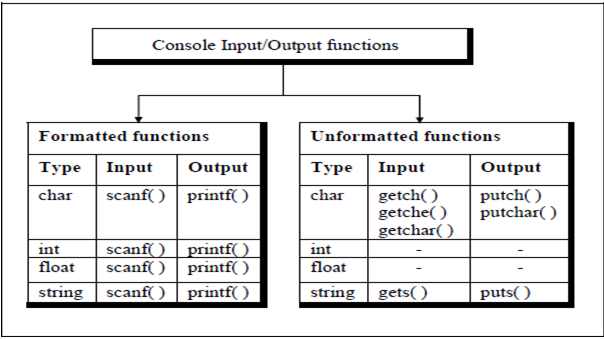 Console Input/Output functions
Formatted functions
Type Input Output
char scanf( ) printf( )
int scanf( ) printf( )
float scanf( ) printf( )
string scanf( ) printf( )
Unformatted functions
Type Input Output
char getch( ) putch( )
getche( ) putchar( )
getchar( )
int - -
float - -
string gets( ) puts( )